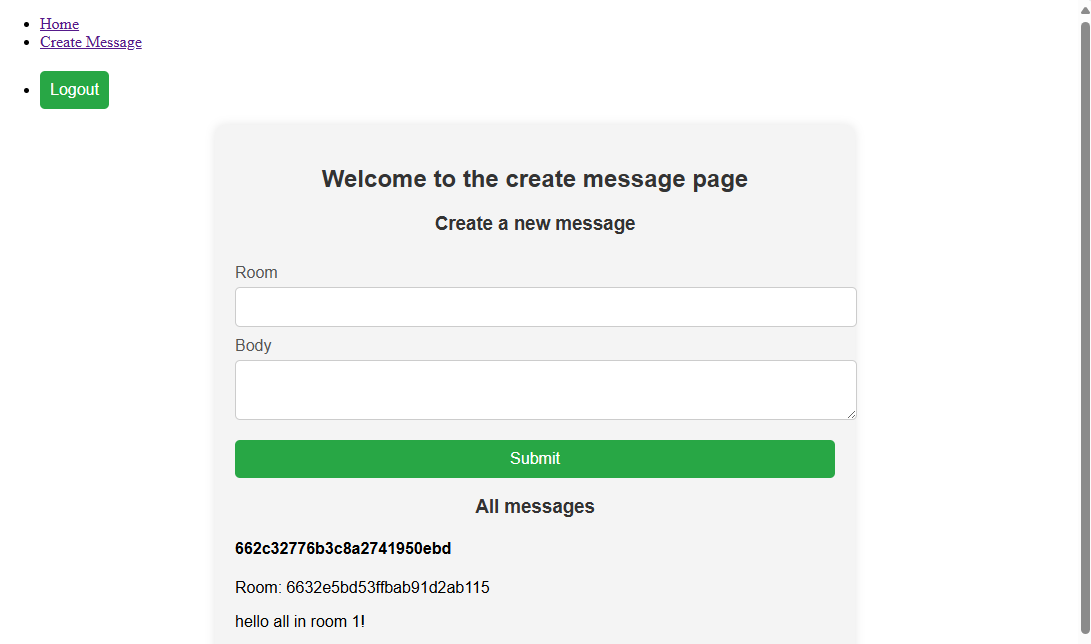 Home
Create Message
Logout
Welcome to the create message page
Create a new message
Room
Body
Submit
All messages
662c32776b3c8a2741950ebd
Room: 6632e5bd53ffbab91d2ab115
hello all in room 1!